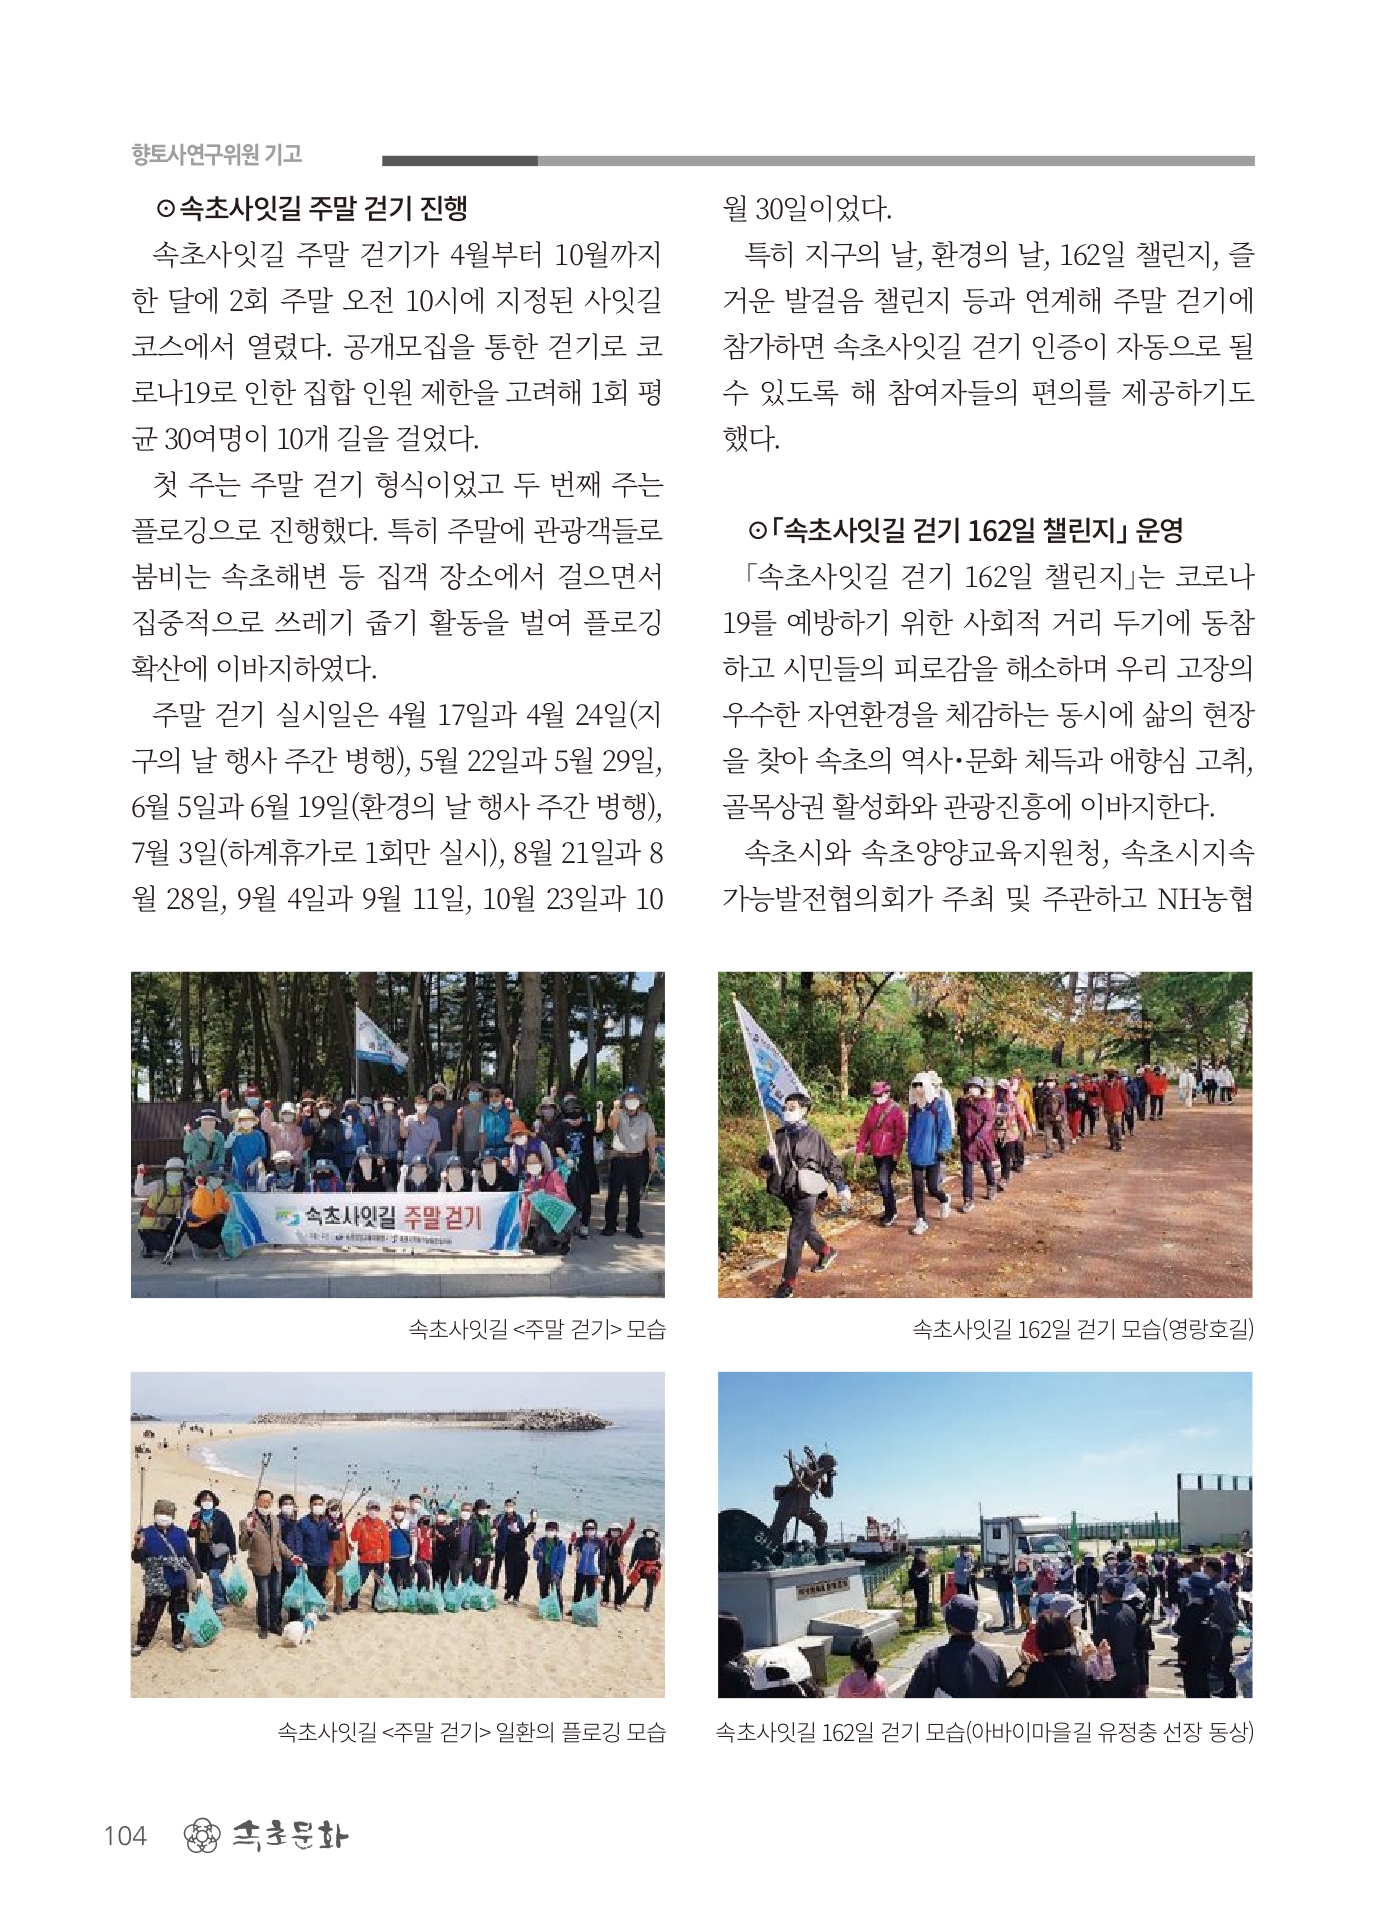 향토사연구위원 기고
⊙속초사잇길 주말 걷기 진행
속초사잇길 주말 걷기가 4월부터 10월까지
한 달에 2회 주말 오전 10시에 지정된 사잇길
코스에서 열렸다. 공개모집을 통한 걷기로 코
로나19로 인한 집합 인원 제한을 고려해 1회 평
균 30여명이 10개 길을 걸었다.
첫 주는 주말 걷기 형식이었고 두 번째 주는
플로깅으로 진행했다. 특히 주말에 관광객들로
붐비는 속초해변 등 집객 장소에서 걸으면서
집중적으로 쓰레기 줍기 활동을 벌여 플로깅
확산에 이바지하였다.
주말 걷기 실시일은 4월 17일과 4월 24일(지
구의 날 행사 주간 병행), 5월 22일과 5월 29일,
6월 5일과 6월 19일(환경의 날 행사 주간 병행),
7월 3일(하계휴가로 1회만 실시), 8월 21일과 8
월 28일, 9월 4일과 9월 11일, 10월 23일과 10
월 30일이었다.
특히 지구의 날, 환경의 날, 162일 챌린지, 즐
거운 발걸음 챌린지 등과 연계해 주말 걷기에
참가하면 속초사잇길 걷기 인증이 자동으로 될
수 있도록 해 참여자들의 편의를 제공하기도
했다.
⊙「속초사잇길 걷기 162일 챌린지」 운영
「속초사잇길 걷기 162일 챌린지」는 코로나
19를 예방하기 위한 사회적 거리 두기에 동참
하고 시민들의 피로감을 해소하며 우리 고장의
우수한 자연환경을 체감하는 동시에 삶의 현장
을 찾아 속초의 역사•문화 체득과 애향심 고취,
골목상권 활성화와 관광진흥에 이바지한다.
속초시와 속초양양교육지원청, 속초시지속
가능발전협의회가 주최 및 주관하고 NH농협
속초사잇길 주말 걷기
속초사잇길 <주말 걷기> 모습
속초사잇길 162일 걷기 모습(영랑호길)
속초사잇길 <주말 걷기> 일환의 플로깅 모습
속초사잇길 162일 걷기 모습(아바이마을길 유정충 선장 동상)
104 속초문화